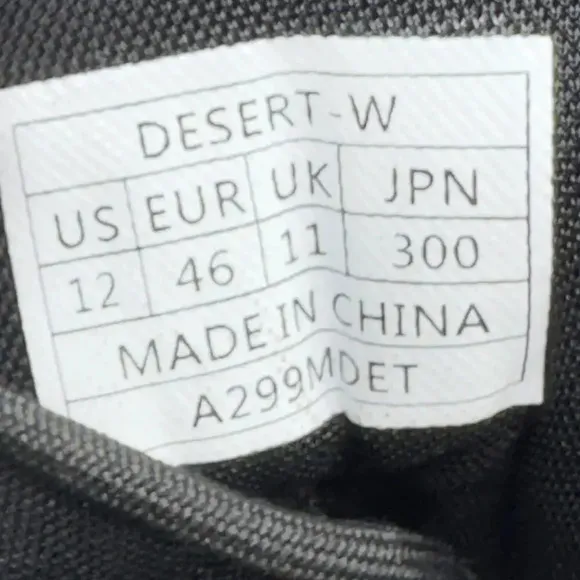 DESERT-W
US EUR UK JPN
12 46 11 300
MADE IN CHINA
A299MDET